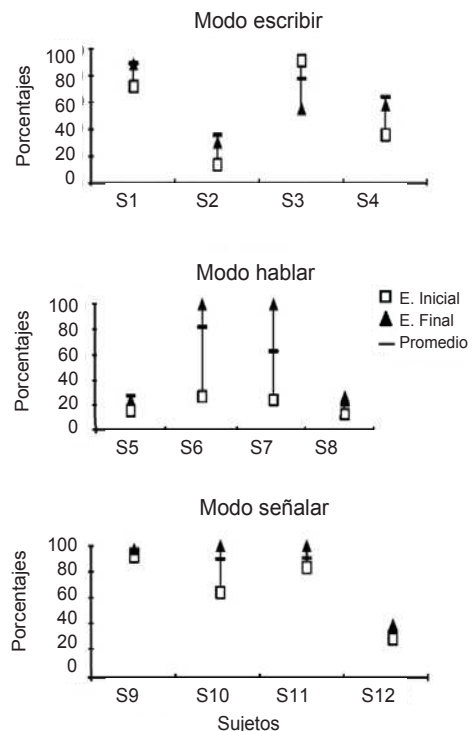 Modo escribir
Porcentajes
100
80
60
40
20
0
S1 S2 S3 S4
Modo hablar
Porcentajes
100
80
60
40
20
0
S5 S6 S7 S8
E. Inicial
E. Final
Promedio
Modo señalar
Porcentajes
100
80
60
40
20
0
S9 S10 S11 S12
Sujetos